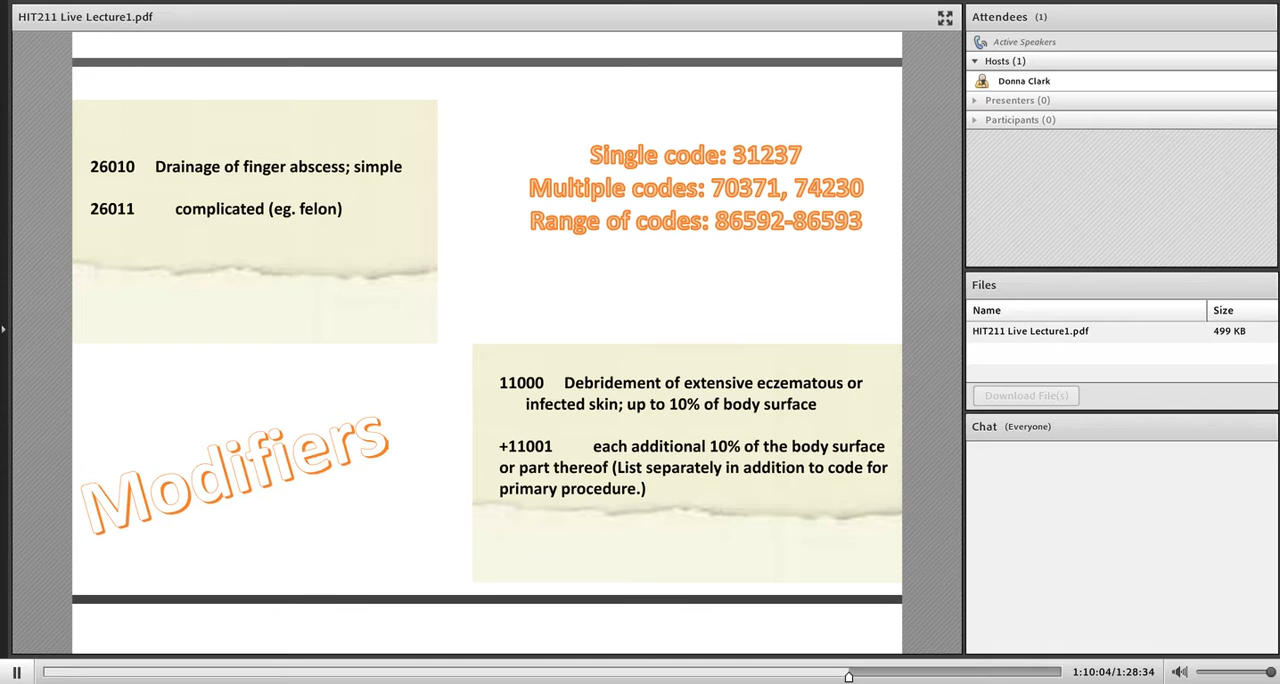 HIT211 Live Lecture1.pdf
26010 Drainage of finger abscess; simple
26011 complicated (eg. felon)
Single code: 31237
Multiple codes: 70371, 74230
Range of codes: 86592-86593
Modifiers
11000 Debridement of extensive eczematous or
infected skin; up to 10% of body surface
+11001 each additional 10% of the body surface
or part thereof (List separately in addition to code for
primary procedure.)
Attendees (1)
Active Speakers
Hosts (1)
Donna Clark
Presenters (0)
Participants (0)
Files
Name Size
HIT211 Live Lecture1.pdf 499 KB
Download File(s)
Chat (Everyone)
1:10:04/1:28:34